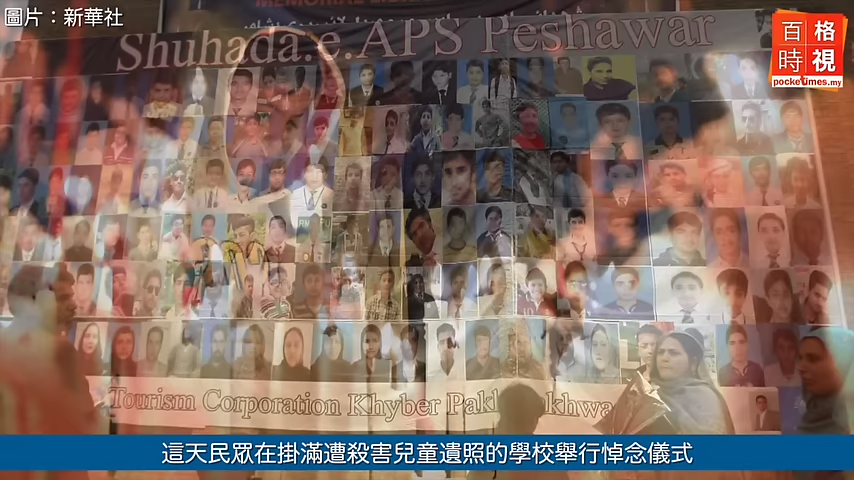 圖片：新華社
百格
時視
pocketimes.my
MEMORIAL
Shuhada.e.APS Peshawar
Tourism Corporation Khyber Pakhtunkhwa
這天民眾在掛滿遭殺害兒童遺照的學校舉行悼念儀式